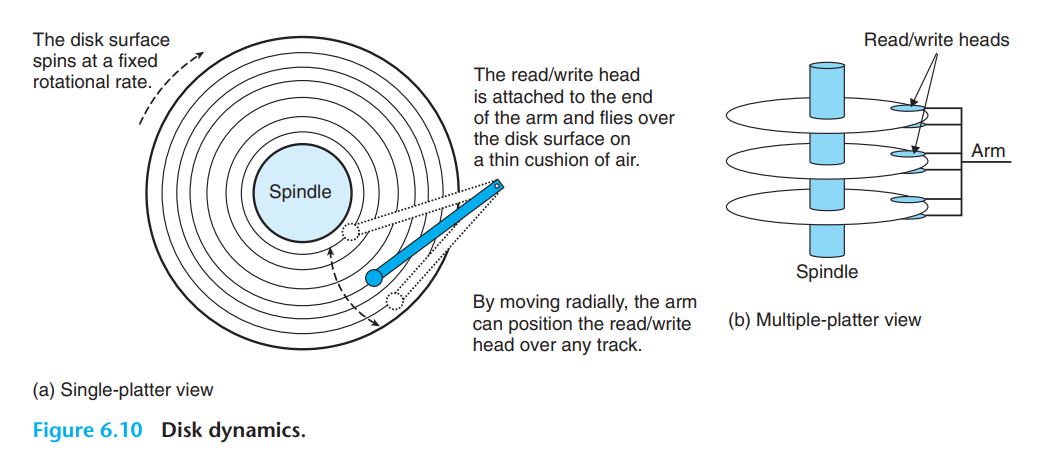 The disk surface
spins at a fixed
rotational rate.
Spindle
The read/write head
is attached to the end
of the arm and flies over
the disk surface on
a thin cushion of air.
By moving radially, the arm
can position the read/write
head over any track.
(a) Single-platter view
Read/write heads
Arm
Spindle
(b) Multiple-platter view
Figure 6.10 Disk dynamics.